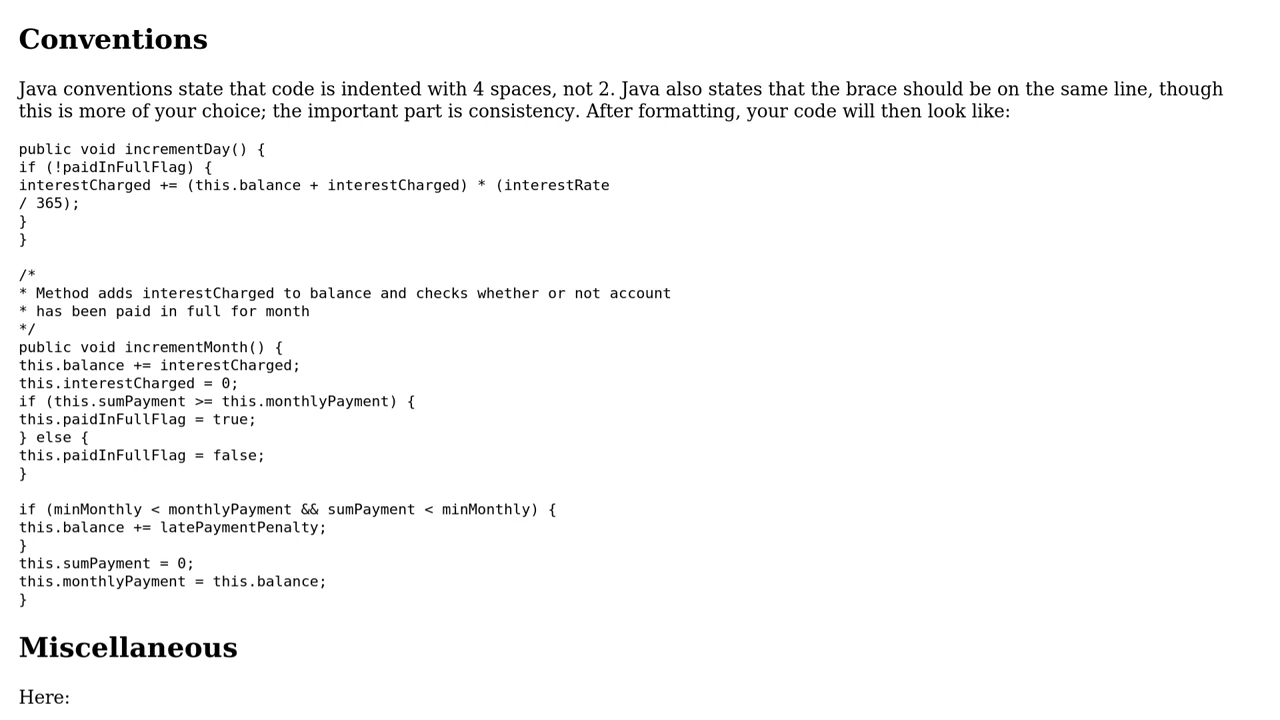 Conventions
Java conventions state that code is indented with 4 spaces, not 2. Java also states that the brace should be on the same line, though
this is more of your choice; the important part is consistency. After formatting, your code will then look like:
public void incrementDay() {
if (!paidInFullFlag) {
interestCharged += (this.balance + interestCharged) * (interestRate
/ 365);
}
}
/*
* Method adds interestCharged to balance and checks whether or not account
* has been paid in full for month
*/
public void incrementMonth() {
this.balance += interestCharged;
this.interestCharged = 0;
if (this.sumPayment >= this.monthlyPayment) {
this.paidInFullFlag = true;
} else {
this.paidInFullFlag = false;
}
if (minMonthly < monthlyPayment && sumPayment < minMonthly) {
this.balance += latePaymentPenalty;
}
this.sumPayment = 0;
this.monthlyPayment = this.balance;
}
Miscellaneous
Here: